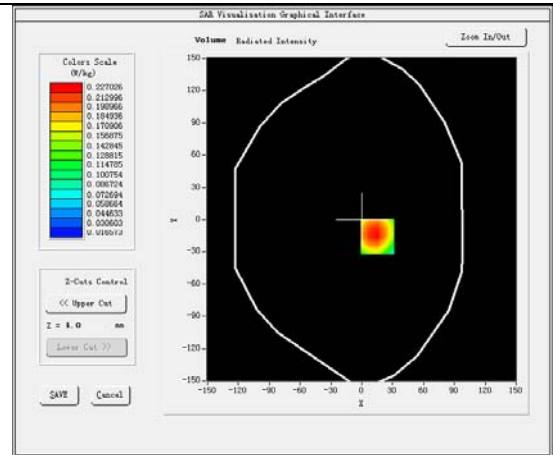 SAR Visualisation Graphical Interface
Volume Radiated Intensity
Zoom In/Out
Colors Scale
(W/kg)
0.227026
0.212996
0.198966
0.184936
0.170906
0.156875
0.142845
0.128815
0.114785
0.100754
0.086724
0.072694
0.058664
0.044633
0.030603
0.016573
Z-Cuts Control
<< Upper Cut
Z = 4.0 mm
Lower Cut >>
SAVE Cancel
150
120
90
60
30
0
-30
-60
-90
-120
-150
Y
-150 -120 -90 -60 -30 0 30 60 90 120 150
X